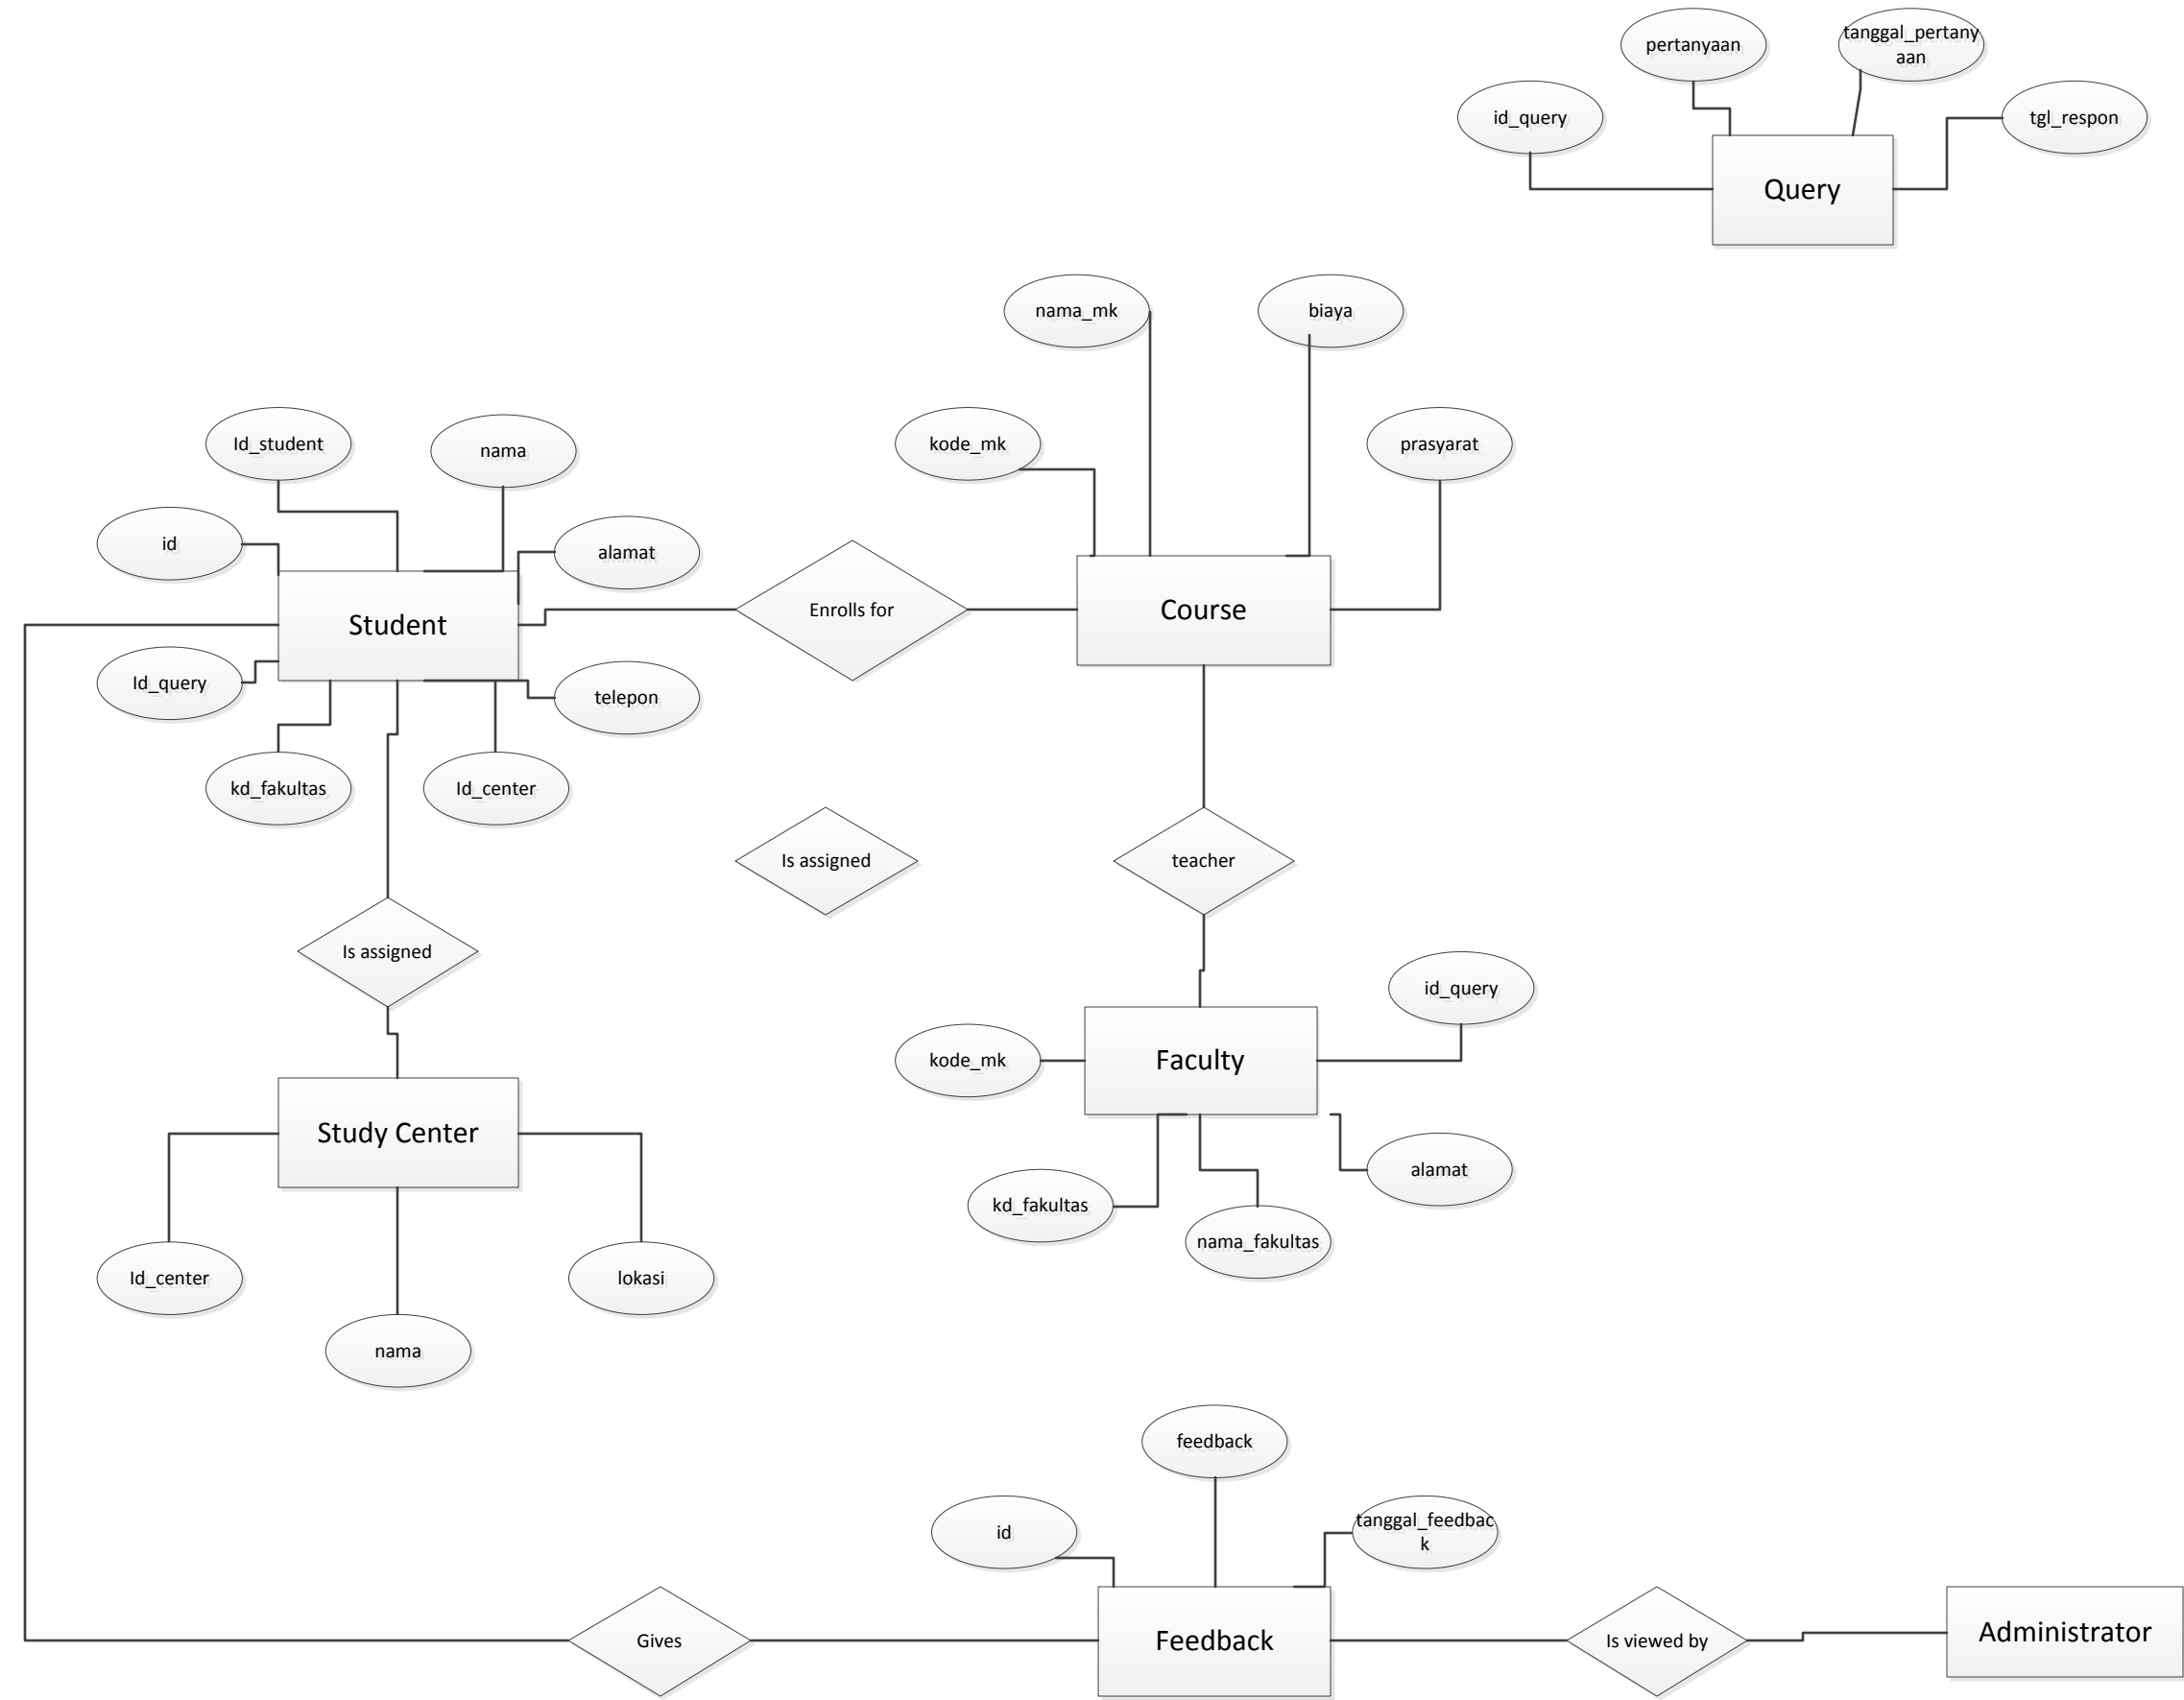 pertanyaan
tanggal_pertany
aan
id_query
tgl_respon
Query
nama_mk
biaya
Id_student
nama
kode_mk
prasyarat
id
alamat
Student
Enrolls for
Course
Id_query
telepon
kd_fakultas
Id_center
Is assigned
teacher
Is assigned
id_query
kode_mk
Faculty
Study Center
alamat
kd_fakultas
nama_fakultas
Id_center
lokasi
nama
feedback
id
tanggal_feedbac
k
Gives
Feedback
Is viewed by
Administrator